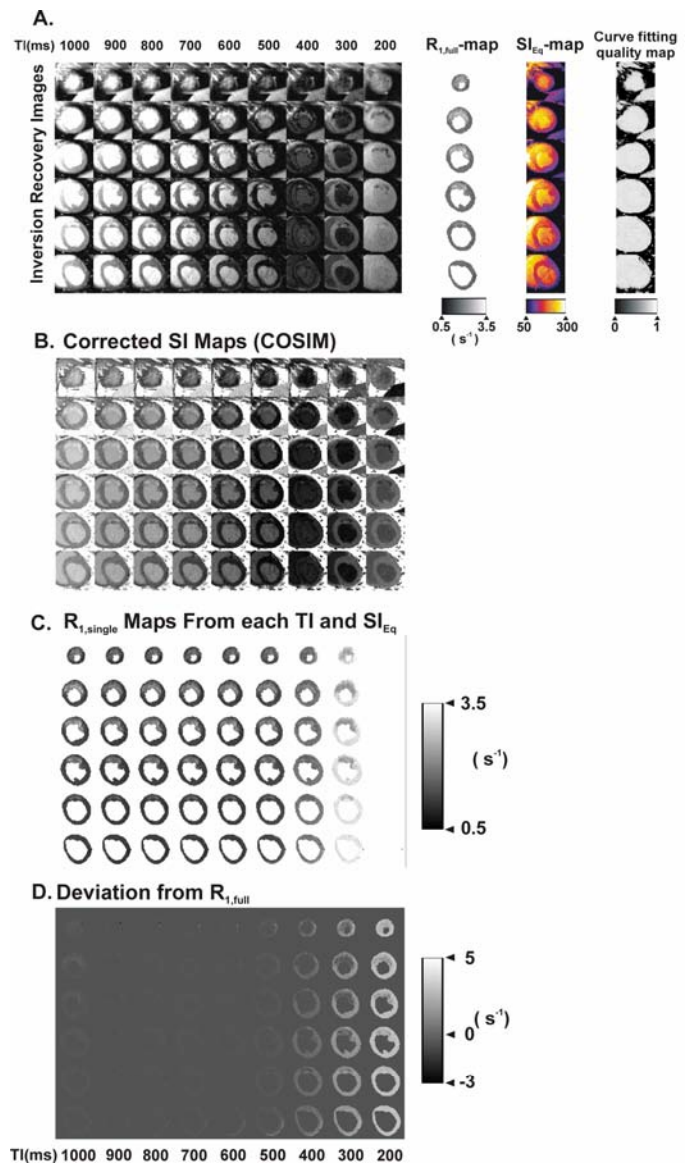 A.
TI(ms) 1000 900 800 700 600 500 400 300 200
R1,full-map
SIEq-map
Curve fitting
quality map
Inversion Recovery Images
0.5 3.5
( s-1)
50 300
0 1
B. Corrected SI Maps (COSIM)
C. R1,single Maps From each TI and SIEq
3.5
( s-1)
0.5
D. Deviation from R1,full
5
( s-1)
0
-3
TI(ms) 1000 900 800 700 600 500 400 300 200